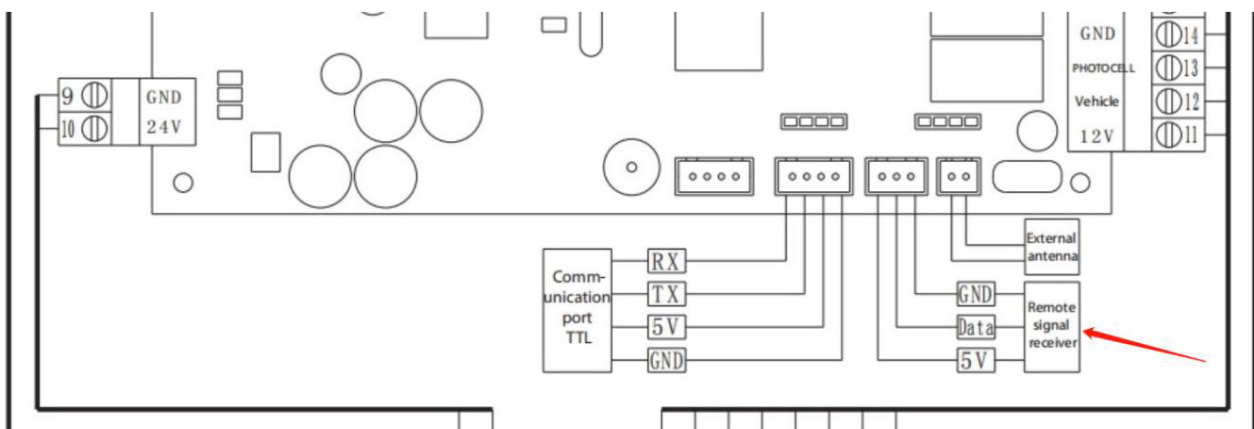 GND
14
PHOTOCELL
13
Vehicle
12
12V
11
9
GND
10
24V
External
antenna
Comm-
unication
port
TTL
RX
TX
5V
GND
GND
Data
5V
Remote
signal
receiver